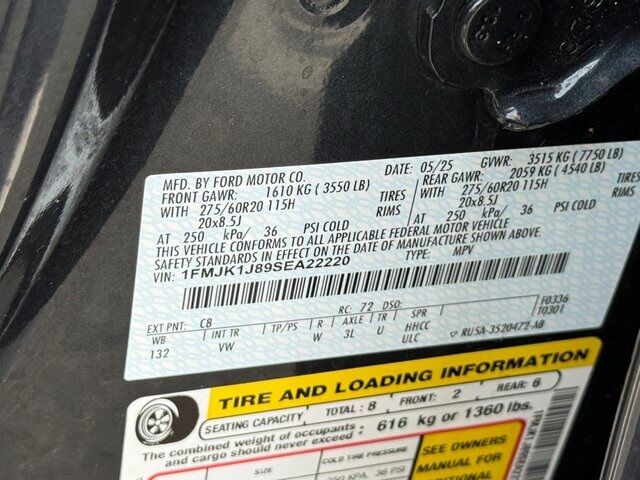 MFD. BY FORD MOTOR CO. DATE: 05/25 GVWR: 3515 KG ( 7750 LB)
FRONT GAWR: 1610 KG ( 3550 LB) REAR GAWR: 2059 KG ( 4540 LB)
WITH 275/60R20 115H TIRES WITH 275/60R20 115H TIRES
20x8.5J RIMS 20x8.5J RIMS
AT 250 kPa/ 36 PSI COLD AT 250 kPa/ 36 PSI COLD
THIS VEHICLE CONFORMS TO ALL APPLICABLE FEDERAL MOTOR VEHICLE
SAFETY STANDARDS IN EFFECT ON THE DATE OF MANUFACTURE SHOWN ABOVE.
VIN: 1FMJK1J89SEA22220 TYPE: MPV
EXT PNT: C8 RC: 72 DSO: F0336
WB INT TR TP/PS R AXLE TR SPR T0301
132 VW W 3L U HHCC
ULC RUSA-3520472-AB
TIRE AND LOADING INFORMATION
SEATING CAPACITY TOTAL: 8 FRONT: 2 REAR: 6
The combined weight of occupants and cargo should never exceed: 616 kg or 1360 lbs.
SIZE COLD TIRE PRESSURE SEE OWNERS
MANUAL FOR